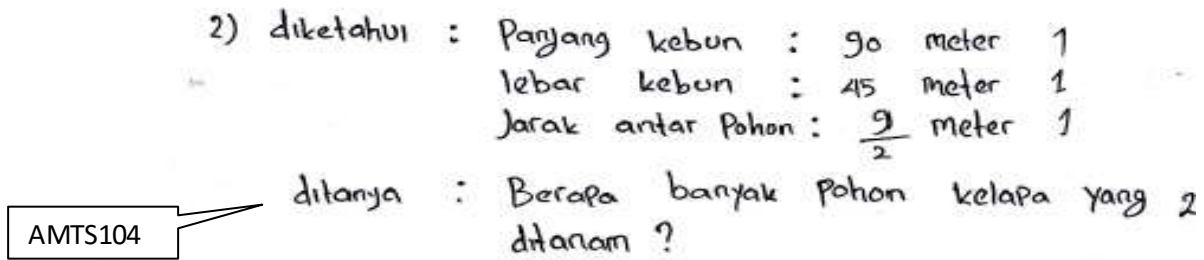 2) diketahui : Panjang kebun : 90 meter 1
lebar kebun : 45 meter 1
Jarak antar Pohon : 9/2 meter 1
ditanya : Berapa banyak Pohon kelapa yang 2
ditanam ?
AMTS104